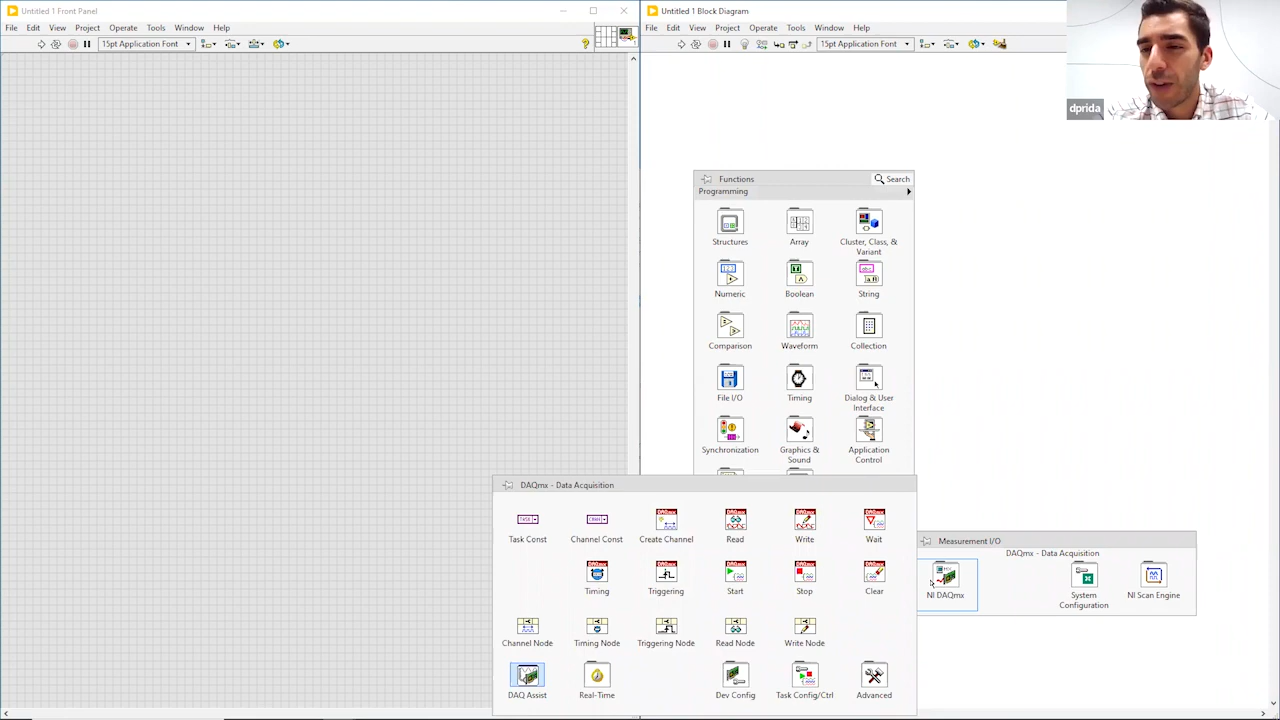 Untitled 1 Front Panel
File Edit View Project Operate Tools Window Help
15pt Application Font
Untitled 1 Block Diagram
File Edit View Project Operate Tools Window Help
15pt Application Font
dprida
Functions Search
Programming
Structures Array Cluster, Class, &
Variant
Numeric Boolean String
Comparison Waveform Collection
File I/O Timing Dialog & User
Interface
Synchronization Graphics & Application
Sound Control
DAQmx - Data Acquisition
Task Const Channel Const Create Channel Read Write Wait
Timing Triggering Start Stop Clear
Channel Node Timing Node Triggering Node Read Node Write Node
DAQ Assist Real-Time Dev Config Task Config/Ctrl Advanced
Measurement I/O
DAQmx - Data Acquisition
NI DAQmx System NI Scan Engine
Configuration